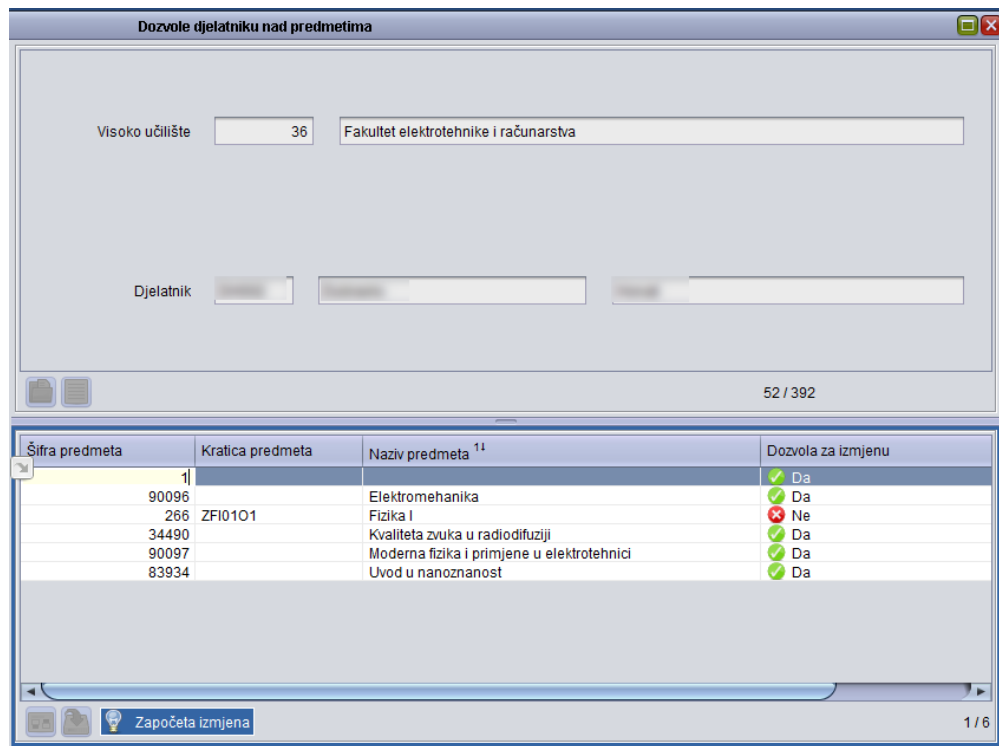 Dozvole djelatniku nad predmetima
Visoko učilište 36 Fakultet elektrotehnike i računarstva
Djelatnik
52 / 392
Šifra predmeta Kratica predmeta Naziv predmeta 1↓ Dozvola za izmjenu
1 Da
90096 Elektromehanika Da
266 ZFI01O1 Fizika I Ne
34490 Kvaliteta zvuka u radiodifuziji Da
90097 Moderna fizika i primjene u elektrotehnici Da
83934 Uvod u nanoznanost Da
Započeta izmjena 1 / 6